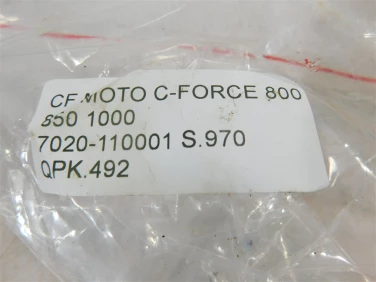 CF MOTO C-FORCE 800
850 1000
7020-110001 S.970
QPK.492